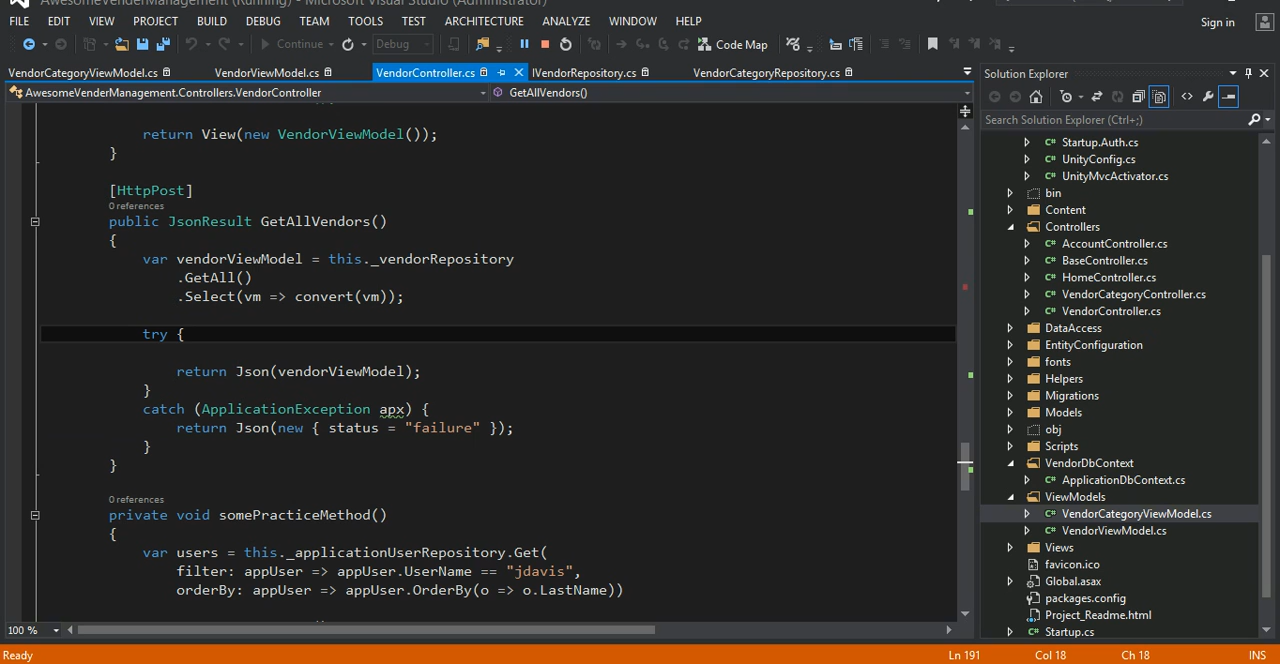 AwesomeVenderManagement (Running) - Microsoft Visual Studio (Administrator)
FILE EDIT VIEW PROJECT BUILD DEBUG TEAM TOOLS TEST ARCHITECTURE ANALYZE WINDOW HELP
Sign in
Continue Debug Code Map
VendorCategoryViewModel.cs VendorViewModel.cs VendorController.cs IVendorRepository.cs VendorCategoryRepository.cs
AwesomeVenderManagement.Controllers.VendorController GetAllVendors()
return View(new VendorViewModel());
}
[HttpPost]
0 references
public JsonResult GetAllVendors()
{
var vendorViewModel = this._vendorRepository
.GetAll()
.Select(vm => convert(vm));
try {
return Json(vendorViewModel);
}
catch (ApplicationException apx) {
return Json(new { status = "failure" });
}
}
0 references
private void somePracticeMethod()
{
var users = this._applicationUserRepository.Get(
filter: appUser => appUser.UserName == "jdavis",
orderBy: appUser => appUser.OrderBy(o => o.LastName))
100 %
Solution Explorer
Search Solution Explorer (Ctrl+;)
C# Startup.Auth.cs
C# UnityConfig.cs
C# UnityMvcActivator.cs
bin
Content
Controllers
C# AccountController.cs
C# BaseController.cs
C# HomeController.cs
C# VendorCategoryController.cs
C# VendorController.cs
DataAccess
EntityConfiguration
fonts
Helpers
Migrations
Models
obj
Scripts
VendorDbContext
C# ApplicationDbContext.cs
ViewModels
C# VendorCategoryViewModel.cs
C# VendorViewModel.cs
Views
favicon.ico
Global.asax
packages.config
Project_Readme.html
C# Startup.cs
Ready Ln 191 Col 18 Ch 18 INS